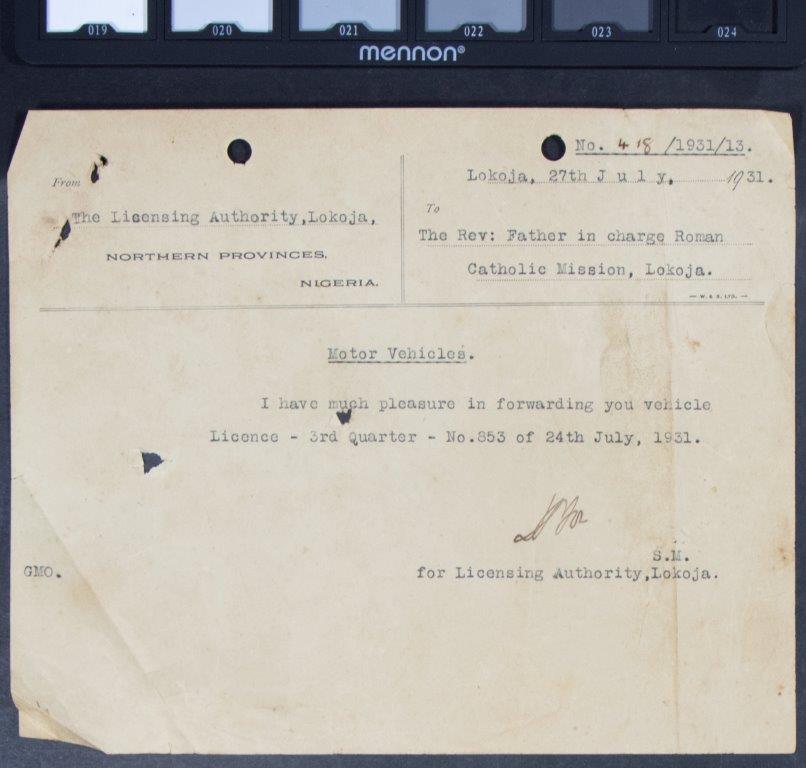 019 020 021 022 023 024
mennon®
No. 418 /1931/13.
From
Lokoja, 27th J u l y, 1931.
To
The Licensing Authority,Lokoja,
The Rev: Father in charge Roman
NORTHERN PROVINCES,
Catholic Mission, Lokoja.
NIGERIA.
— W. & S. LTD. —
Motor Vehicles.
I have much pleasure in forwarding you vehicle
Licence - 3rd Quarter - No.853 of 24th July, 1931.
S.M.
GMO.
for Licensing Authority,Lokoja.